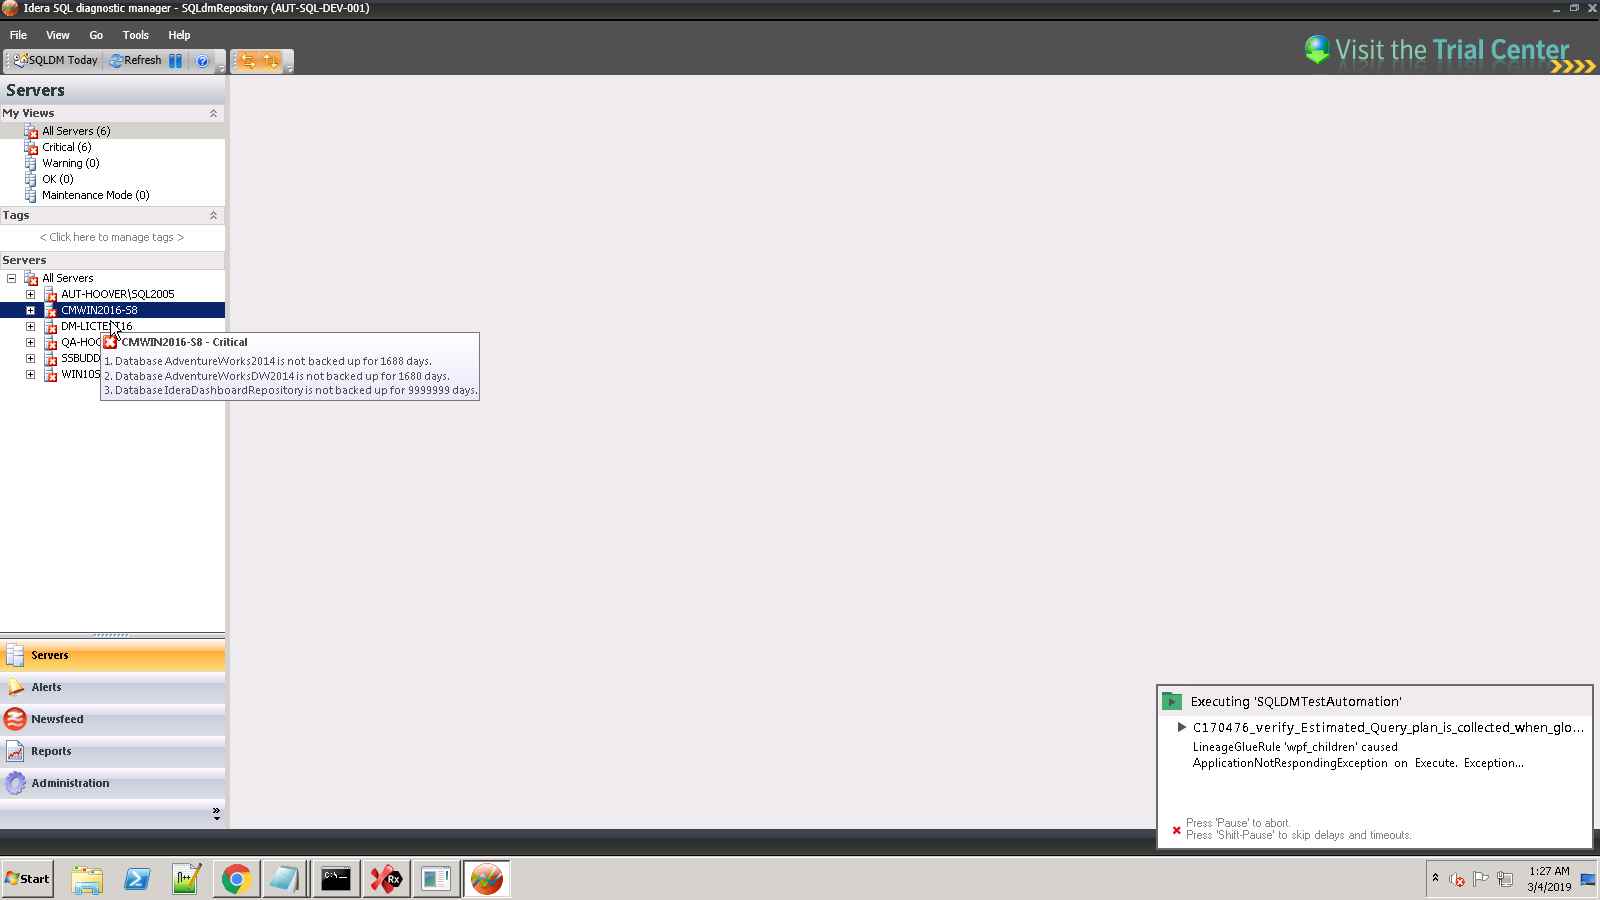 Idera SQL diagnostic manager - SQLdmRepository (AUT-SQL-DEV-001)
File View Go Tools Help
SQLDM Today Refresh
Visit the Trial Center
Servers
My Views
All Servers (6)
Critical (6)
Warning (0)
OK (0)
Maintenance Mode (0)
Tags
< Click here to manage tags >
Servers
All Servers
AUT-HOOVER\SQL2005
CMWIN2016-S8
DM-LICTE T16
QA-HOO
SSBUDD
WIN10S
CMWIN2016-S8 - Critical
1. Database AdventureWorks2014 is not backed up for 1688 days.
2. Database AdventureWorksDW2014 is not backed up for 1680 days.
3. Database IderaDashboardRepository is not backed up for 9999999 days.
Servers
Alerts
Newsfeed
Reports
Administration
Executing 'SQLDMTestAutomation'
C170476_verify_Estimated_Query_plan_is_collected_when_glo...
LineageGlueRule 'wpf_children' caused
ApplicationNotRespondingException on Execute. Exception...
Press 'Pause' to abort.
Press 'Shift-Pause' to skip delays and timeouts.
Start
n++
C:\_
Rx
1:27 AM
3/4/2019